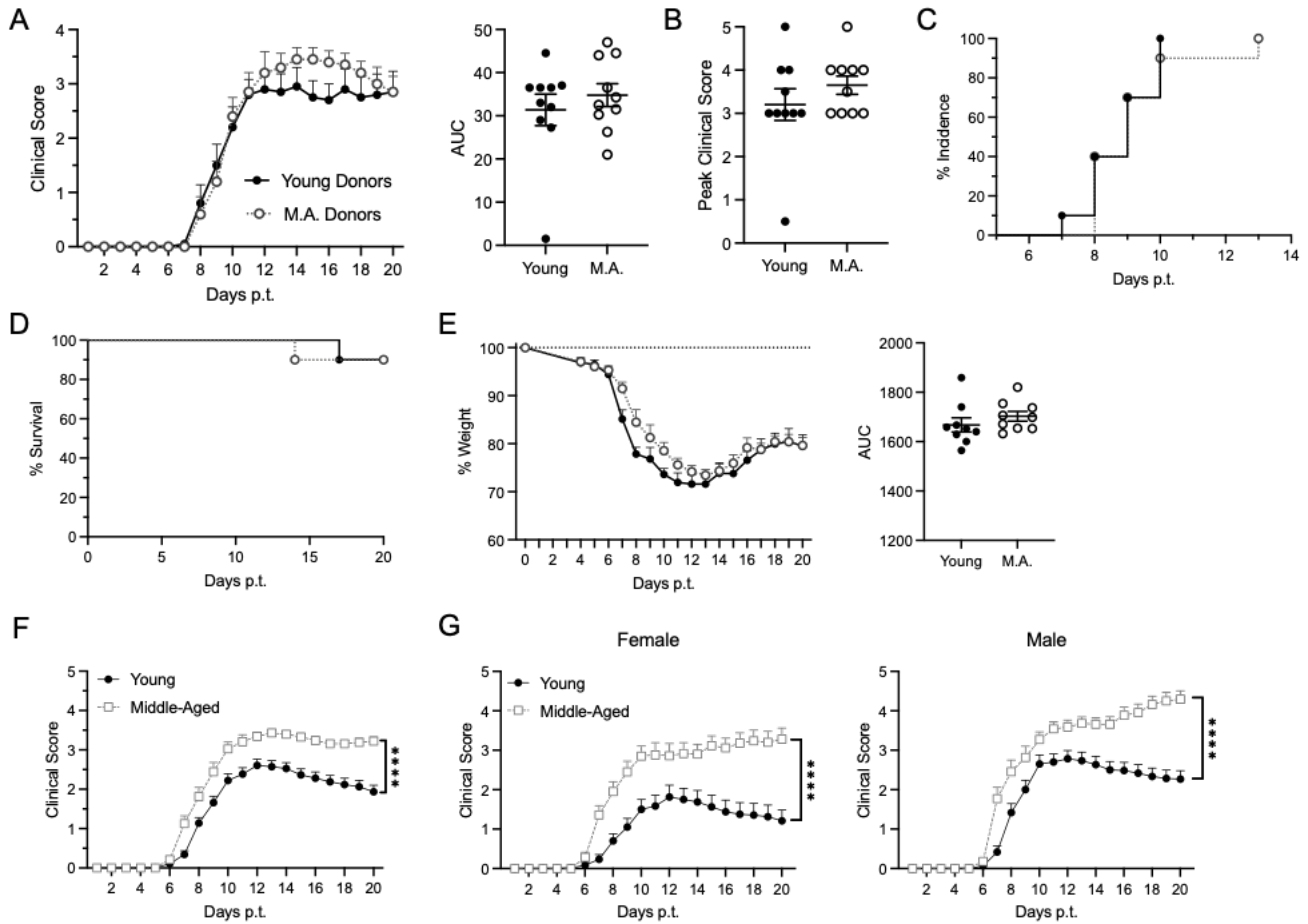 A
Clinical Score
4
3
2
1
0
Young Donors
M.A. Donors
2 4 6 8 10 12 14 16 18 20
Days p.t.
AUC
50
40
30
20
10
0
Young M.A.
B
Peak Clinical Score
5
4
3
2
1
0
Young M.A.
C
% Incidence
100
80
60
40
20
0
6 8 10 12 14
Days p.t.
D
% Survival
100
80
60
40
20
0
0 5 10 15 20
Days p.t.
E
% Weight
100
90
80
70
60
0 2 4 6 8 10 12 14 16 18 20
Days p.t.
AUC
2000
1800
1600
1400
1200
Young M.A.
F
Clinical Score
5
4
3
2
1
0
Young
Middle-Aged
****
2 4 6 8 10 12 14 16 18 20
Days p.t.
G
Female
Clinical Score
5
4
3
2
1
0
Young
Middle-Aged
****
2 4 6 8 10 12 14 16 18 20
Days p.t.
Male
Clinical Score
5
4
3
2
1
0
****
2 4 6 8 10 12 14 16 18 20
Days p.t.